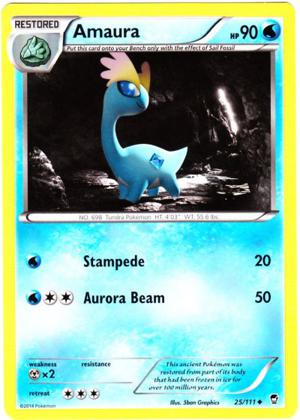 RESTORED
Amaura HP 90
Put this card onto your Bench only with the effect of Sail Fossil
NO. 698 Tundra Pokémon HT. 4'03" WT. 55.6 lbs.
Stampede 20
Aurora Beam 50
weakness resistance
×2
retreat
This ancient Pokémon was
restored from part of its body
that had been frozen in ice for
over 100 million years.
©2014 Pokémon
Illus. 5ban Graphics 25/111